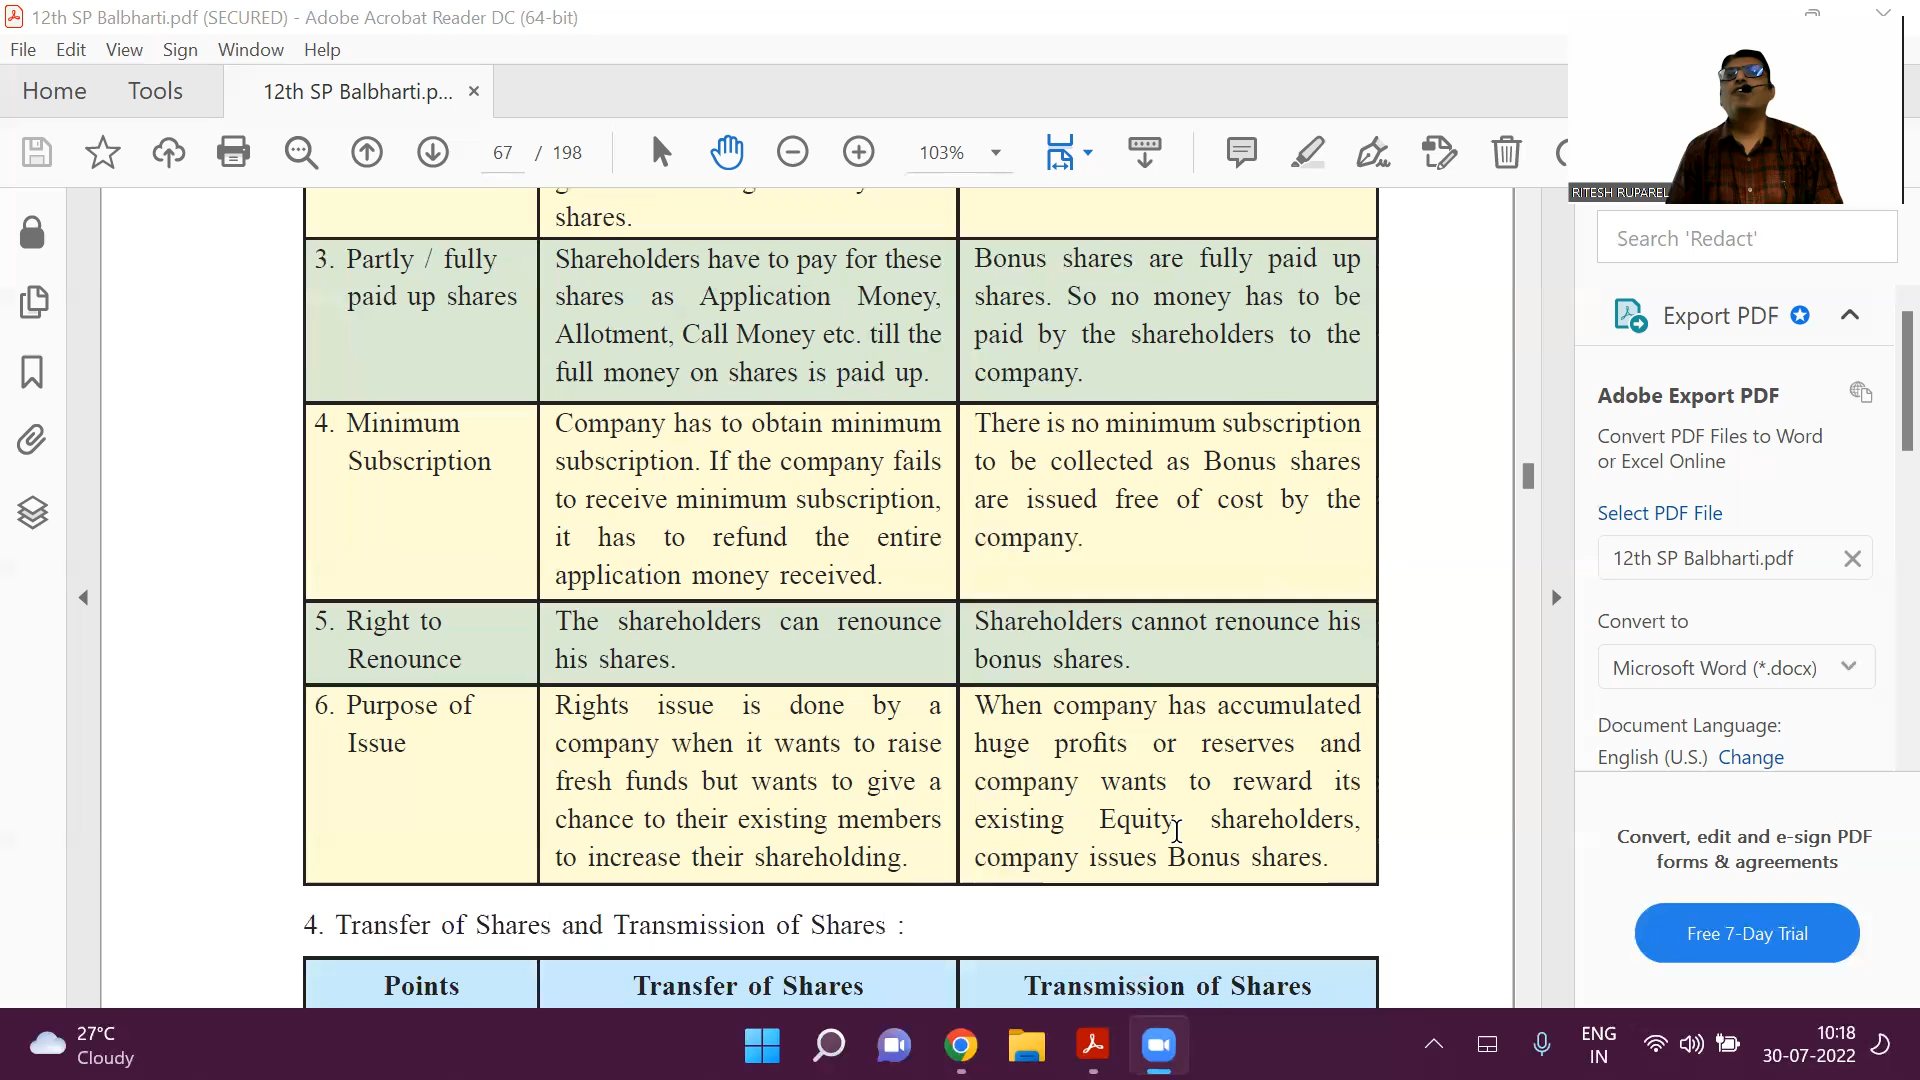 12th SP Balbharti.pdf (SECURED) - Adobe Acrobat Reader DC (64-bit)
File Edit View Sign Window Help
Home Tools 12th SP Balbharti.p... ×
67 / 198 103%
RITESH RUPAREL
Search 'Redact'
shares.
3. Partly / fully paid up shares
Shareholders have to pay for these
shares as Application Money,
Allotment, Call Money etc. till the
full money on shares is paid up.
Bonus shares are fully paid up
shares. So no money has to be
paid by the shareholders to the
company.
4. Minimum
Subscription
Company has to obtain minimum
subscription. If the company fails
to receive minimum subscription,
it has to refund the entire
application money received.
There is no minimum subscription
to be collected as Bonus shares
are issued free of cost by the
company.
5. Right to
Renounce
The shareholders can renounce
his shares.
Shareholders cannot renounce his
bonus shares.
6. Purpose of
Issue
Rights issue is done by a
company when it wants to raise
fresh funds but wants to give a
chance to their existing members
to increase their shareholding.
When company has accumulated
huge profits or reserves and
company wants to reward its
existing Equity shareholders,
company issues Bonus shares.
4. Transfer of Shares and Transmission of Shares :
Points Transfer of Shares Transmission of Shares
Export PDF
Adobe Export PDF
Convert PDF Files to Word
or Excel Online
Select PDF File
12th SP Balbharti.pdf
Convert to
Microsoft Word (*.docx)
Document Language:
English (U.S.) Change
Convert, edit and e-sign PDF
forms & agreements
Free 7-Day Trial
27°C
Cloudy
ENG
IN
10:18
30-07-2022